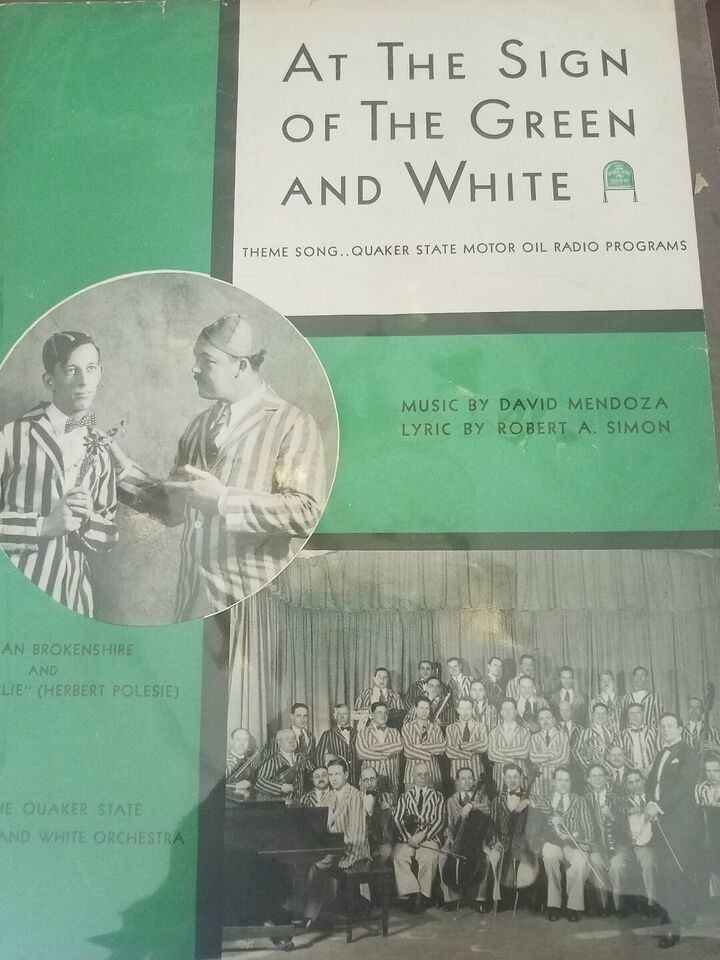 AT THE SIGN
OF THE GREEN
AND WHITE
THEME SONG..QUAKER STATE MOTOR OIL RADIO PROGRAMS
MUSIC BY DAVID MENDOZA
LYRIC BY ROBERT A. SIMON
AN BROKENSHIRE
AND
LIE" (HERBERT POLESIE)
HE QUAKER STATE
AND WHITE ORCHESTRA